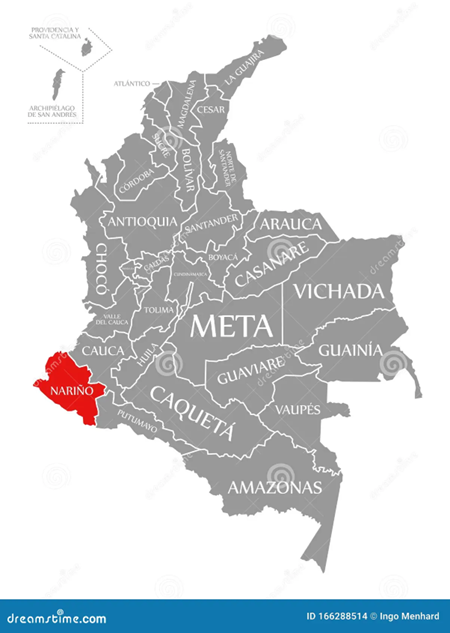 PROVIDENCIA Y
SANTA CATALINA
ARCHIPIÉLAGO
DE SAN ANDRÉS
ATLÁNTICO
LA GUAJIRA
MAGDALENA
CESAR
SUCRE
BOLÍVAR
NORTE DE
SANTANDER
CÓRDOBA
ANTIOQUIA
SANTANDER
ARAUCA
CHOCÓ
BOYACÁ
CASANARE
CALDAS
CUNDINAMARCA
VICHADA
TOLIMA
VALLE
DEL CAUCA
META
CAUCA
HUILA
GUAINÍA
GUAVIARE
NARIÑO
CAQUETÁ
VAUPÉS
PUTUMAYO
AMAZONAS
dreamstime.com
ID 166288514 © Ingo Menhard